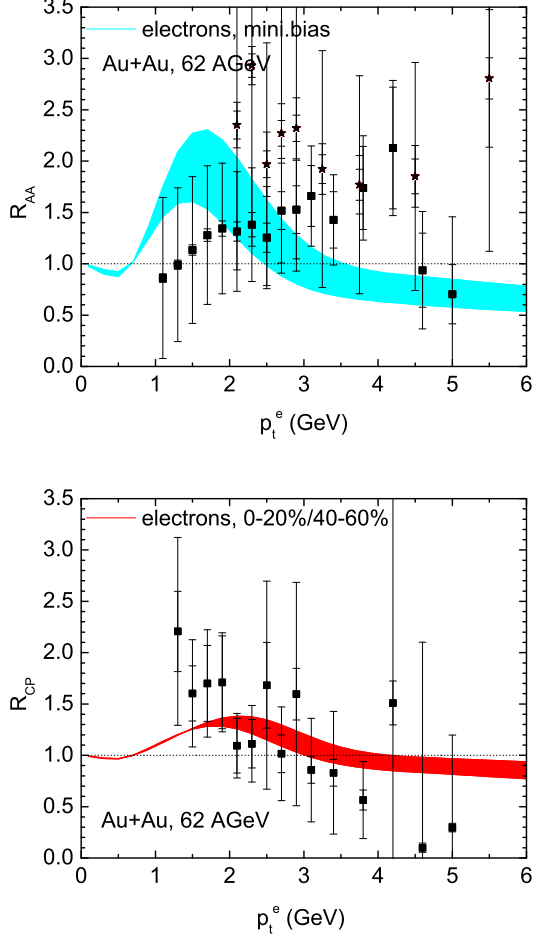 3.5
electrons, mini.bias
3.0
Au+Au, 62 AGeV
2.5
2.0
R_AA
1.5
1.0
0.5
0.0
0 1 2 3 4 5 6
p_t^e (GeV)
3.5
electrons, 0-20%/40-60%
3.0
2.5
2.0
R_CP
1.5
1.0
0.5
Au+Au, 62 AGeV
0.0
0 1 2 3 4 5 6
p_t^e (GeV)